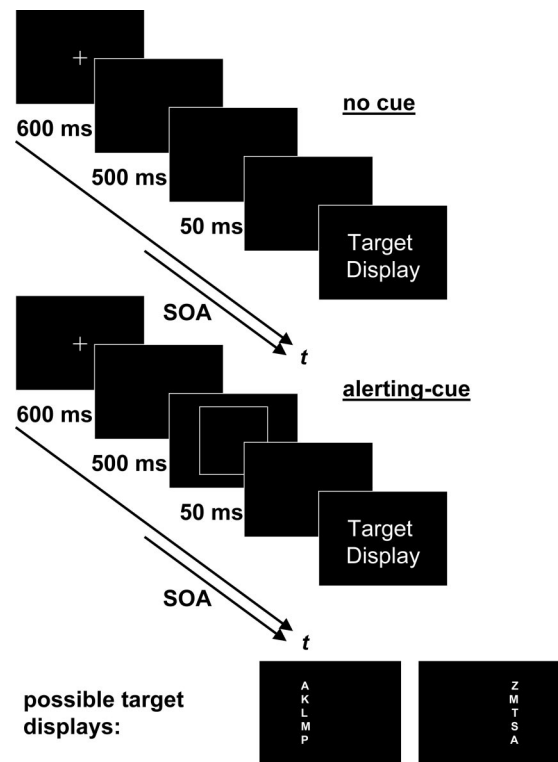 no cue
600 ms
500 ms
50 ms
Target
Display
SOA
t
alerting-cue
600 ms
500 ms
50 ms
Target
Display
SOA
t
possible target
displays:
A
K
L
M
P
Z
M
T
S
A